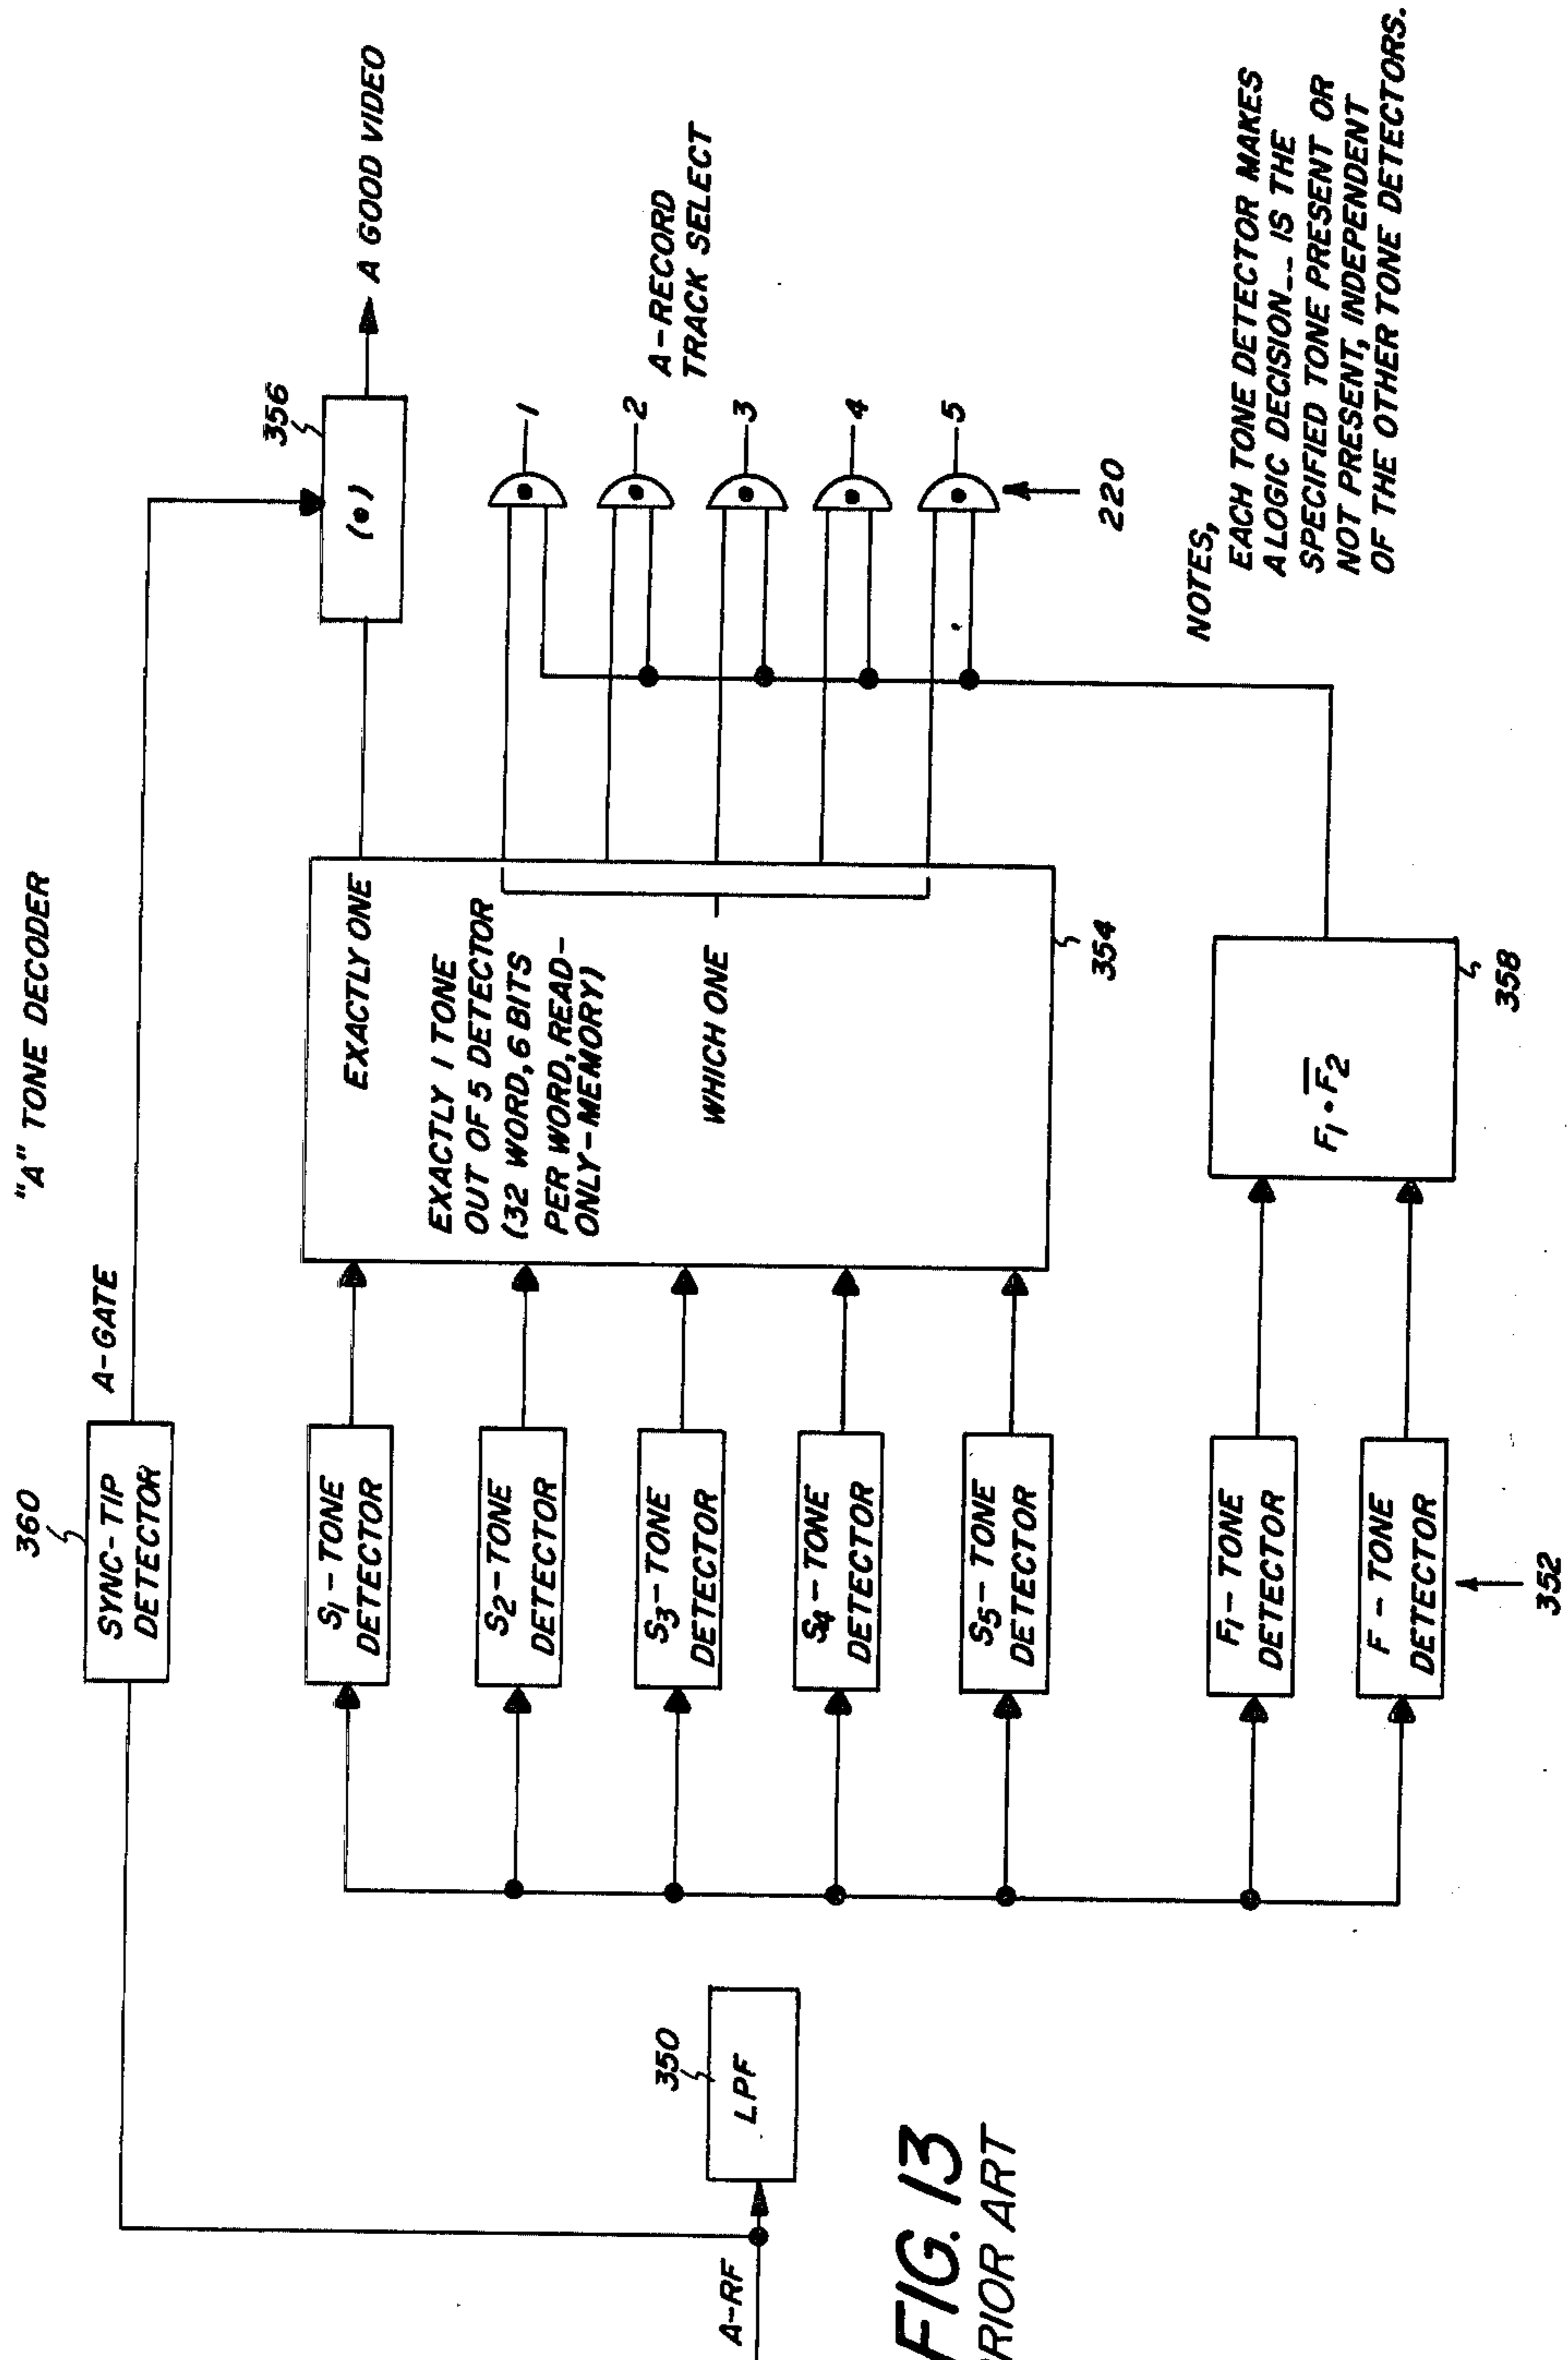 "A" TONE DECODER
360
SYNC-TIP
DETECTOR
A-GATE
356
(•)
A GOOD VIDEO
S1-TONE
DETECTOR
S2-TONE
DETECTOR
S3-TONE
DETECTOR
S4-TONE
DETECTOR
S5-TONE
DETECTOR
EXACTLY ONE
EXACTLY 1 TONE
OUT OF 5 DETECTOR
(32 WORD, 6 BITS
PER WORD, READ-
ONLY-MEMORY)
WHICH ONE
354
1
2
3
4
5
A-RECORD
TRACK SELECT
220
A-RF
350
LPF
F1-TONE
DETECTOR
F - TONE
DETECTOR
352
F1•F̅2
358
NOTES,
EACH TONE DETECTOR MAKES
A LOGIC DECISION__IS THE
SPECIFIED TONE PRESENT OR
NOT PRESENT, INDEPENDENT
OF THE OTHER TONE DETECTORS.
FIG. 13
PRIOR ART